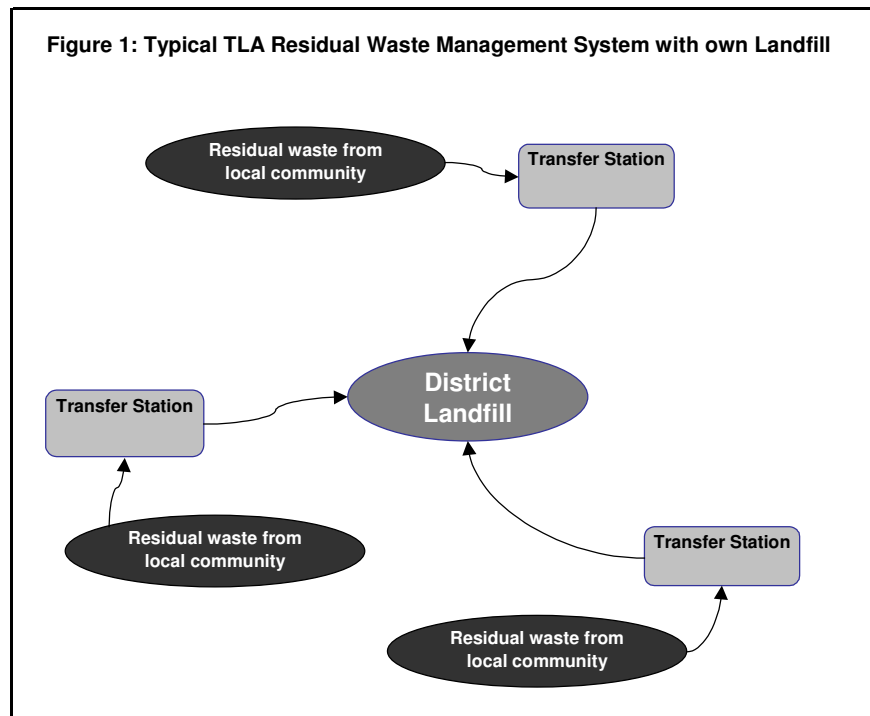 Figure 1: Typical TLA Residual Waste Management System with own Landfill
Residual waste from
local community
Transfer Station
District
Landfill
Transfer Station
Residual waste from
local community
Transfer Station
Residual waste from
local community